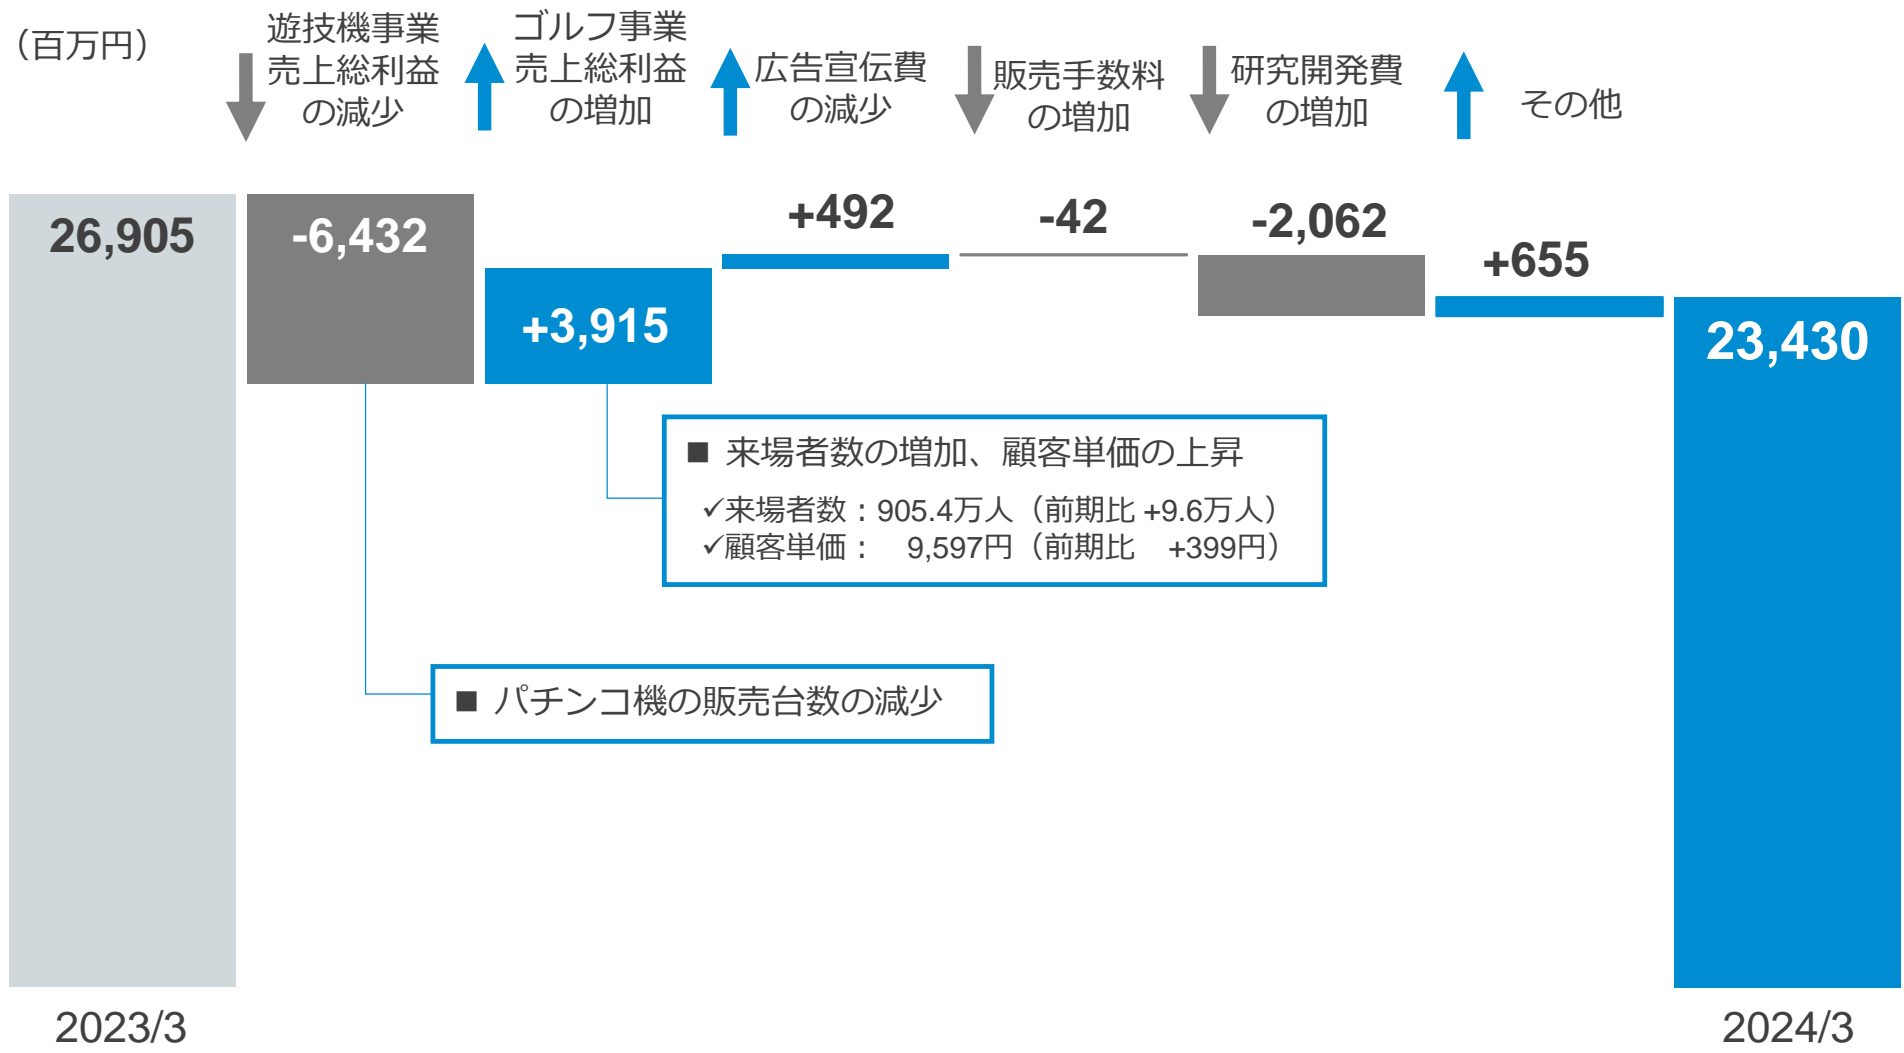 （百万円）
遊技機事業
売上総利益
の減少
ゴルフ事業
売上総利益
の増加
広告宣伝費
の減少
販売手数料
の増加
研究開発費
の増加
その他
26,905
-6,432
+3,915
+492
-42
-2,062
+655
23,430
■ 来場者数の増加、顧客単価の上昇
✓来場者数：905.4万人（前期比 +9.6万人）
✓顧客単価：　9,597円（前期比　+399円）
■ パチンコ機の販売台数の減少
2023/3
2024/3